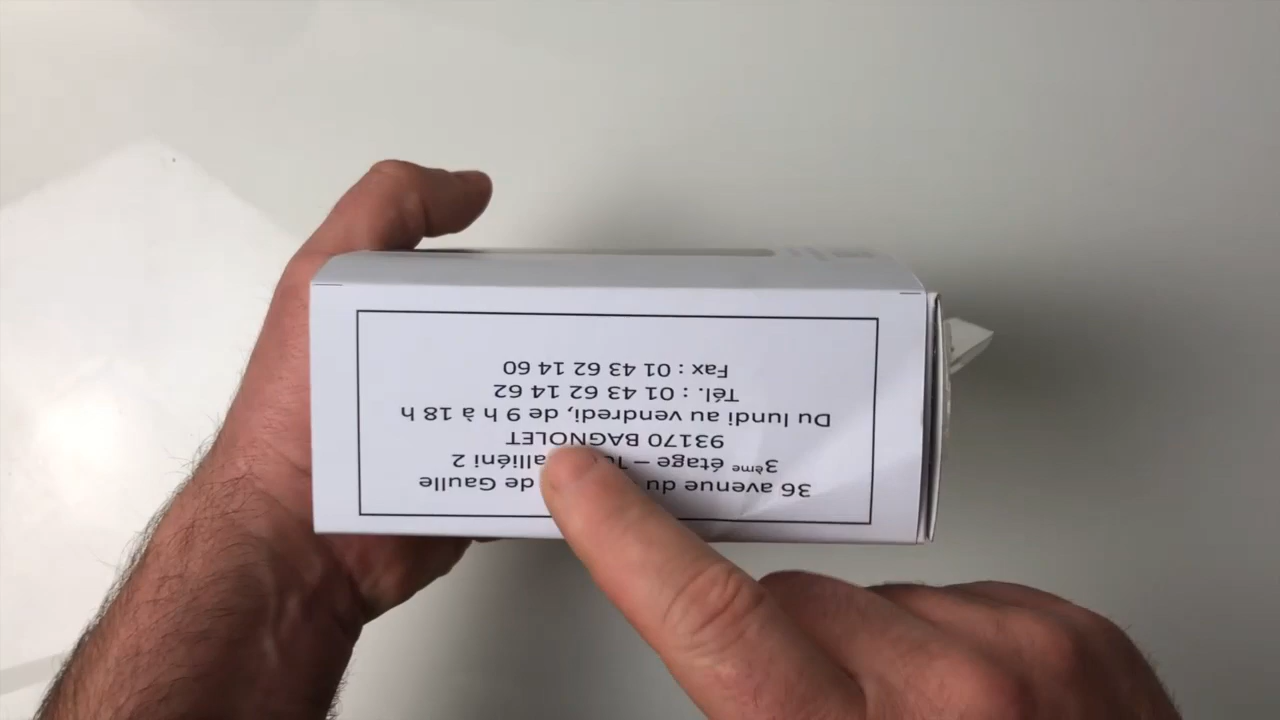 36 avenue du de Gaulle
3ème étage – alliéni 2
93170 BAGNOLET
Du lundi au vendredi, de 9 h à 18 h
Tél. : 01 43 62 14 62
Fax : 01 43 62 14 60